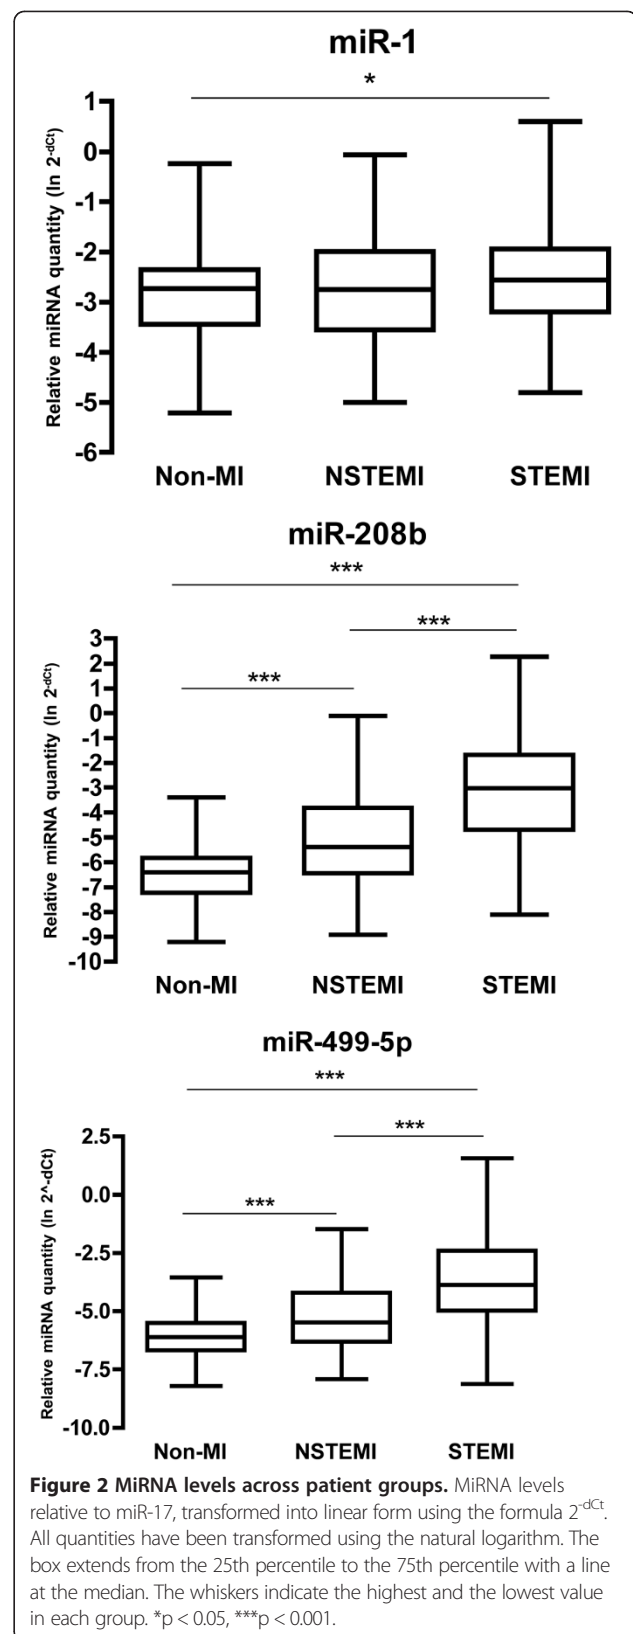 miR-1
*
Relative miRNA quantity (ln 2-dCt)
1
0
-1
-2
-3
-4
-5
-6
Non-MI NSTEMI STEMI
miR-208b
***
***
***
Relative miRNA quantity (ln 2-dCt)
3
2
1
0
-1
-2
-3
-4
-5
-6
-7
-8
-9
-10
Non-MI NSTEMI STEMI
miR-499-5p
***
***
***
Relative miRNA quantity (ln 2^-dCt)
2.5
0.0
-2.5
-5.0
-7.5
-10.0
Non-MI NSTEMI STEMI
Figure 2 MiRNA levels across patient groups. MiRNA levels
relative to miR-17, transformed into linear form using the formula 2-dCt.
All quantities have been transformed using the natural logarithm. The
box extends from the 25th percentile to the 75th percentile with a line
at the median. The whiskers indicate the highest and the lowest value
in each group. *p < 0.05, ***p < 0.001.